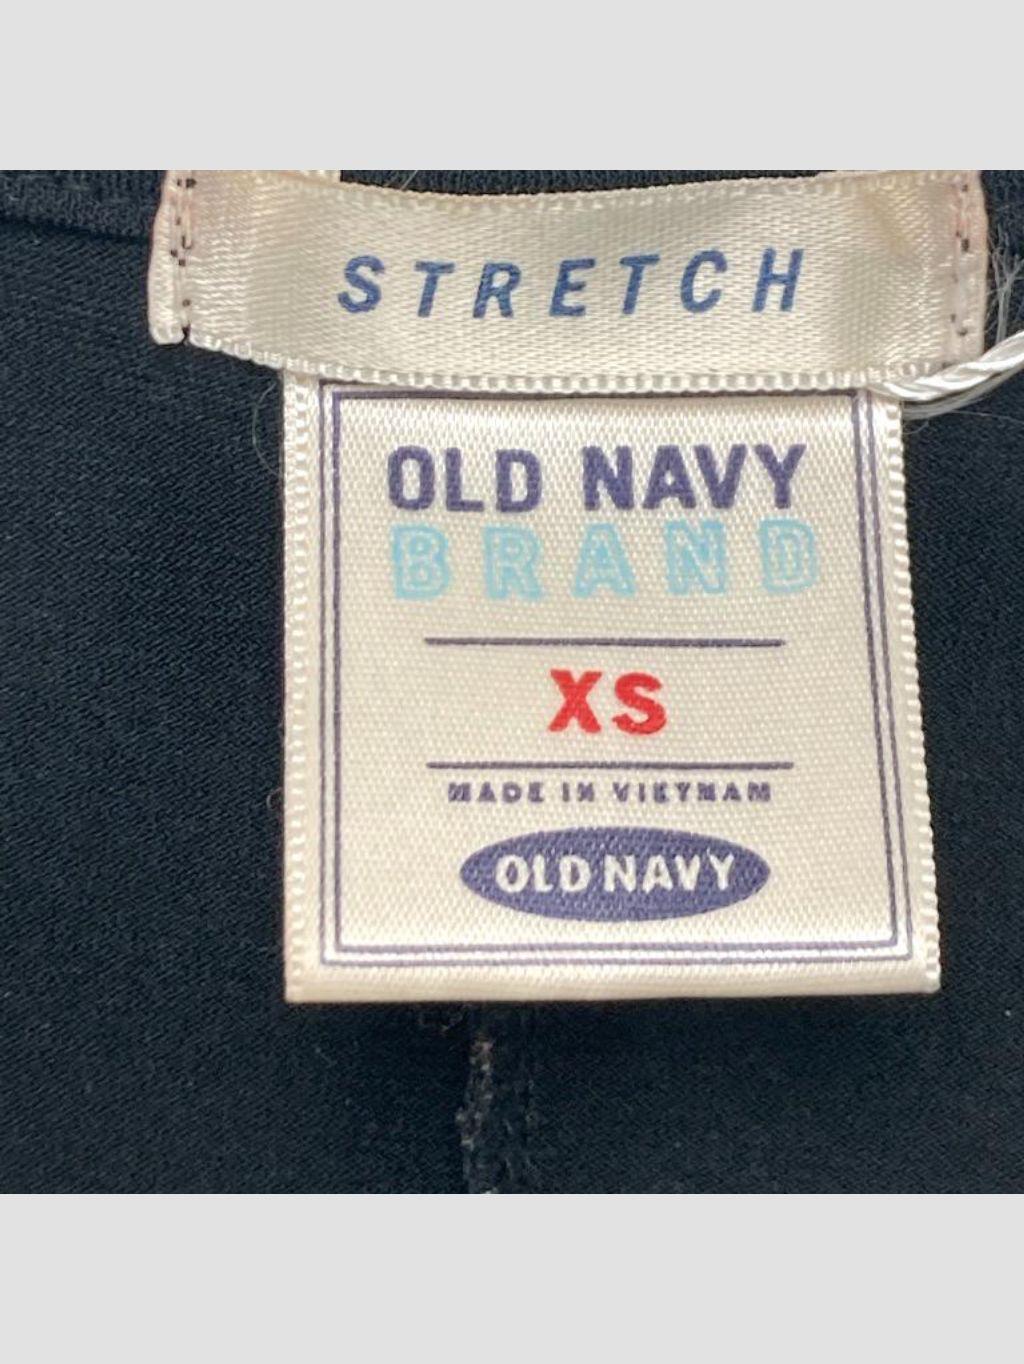 STRETCH
OLD NAVY
BRAND
XS
MADE IN VIETNAM
OLD NAVY